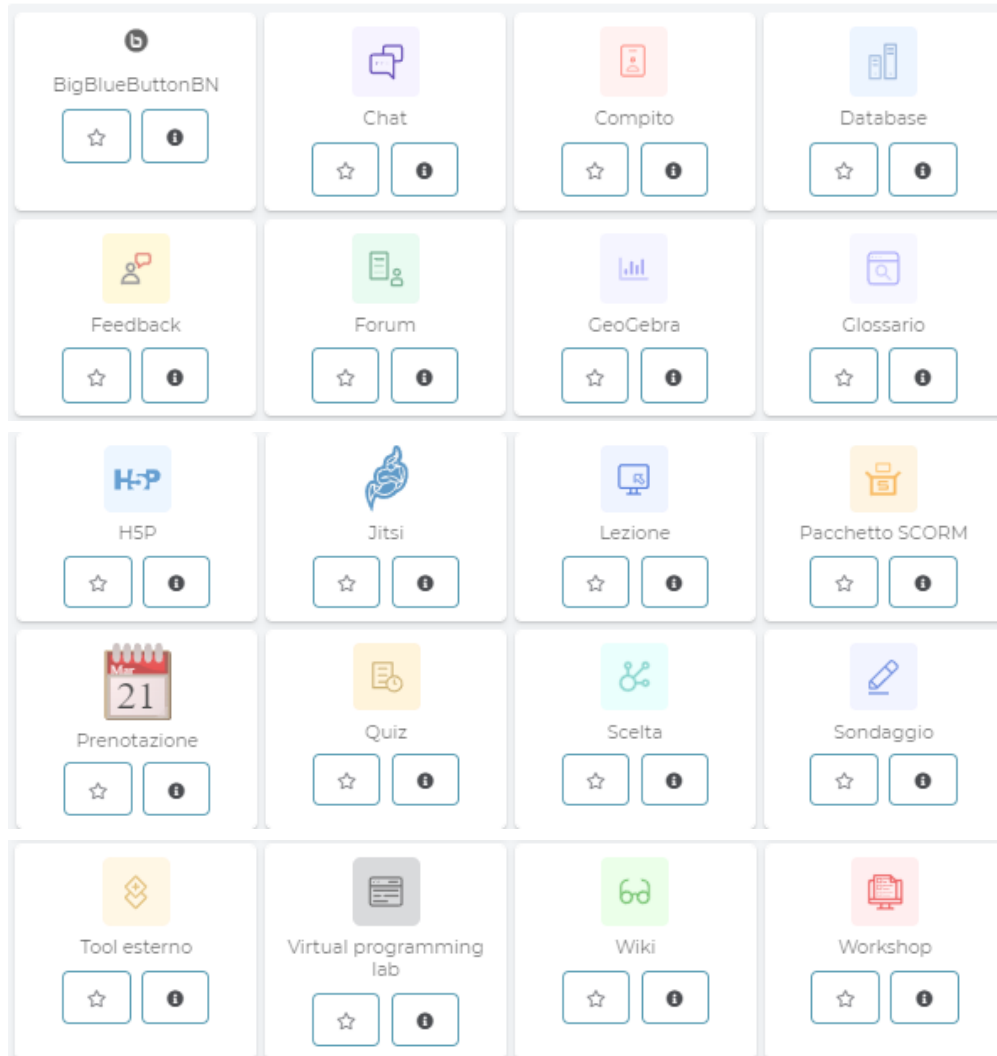 BigBlueButtonBN
Chat
Compito
Database
Feedback
Forum
GeoGebra
Glossario
H5P
H5P
Jitsi
Lezione
S
Pacchetto SCORM
Mar
21
Prenotazione
Quiz
Scelta
Sondaggio
Tool esterno
Virtual programming
lab
Wiki
Workshop